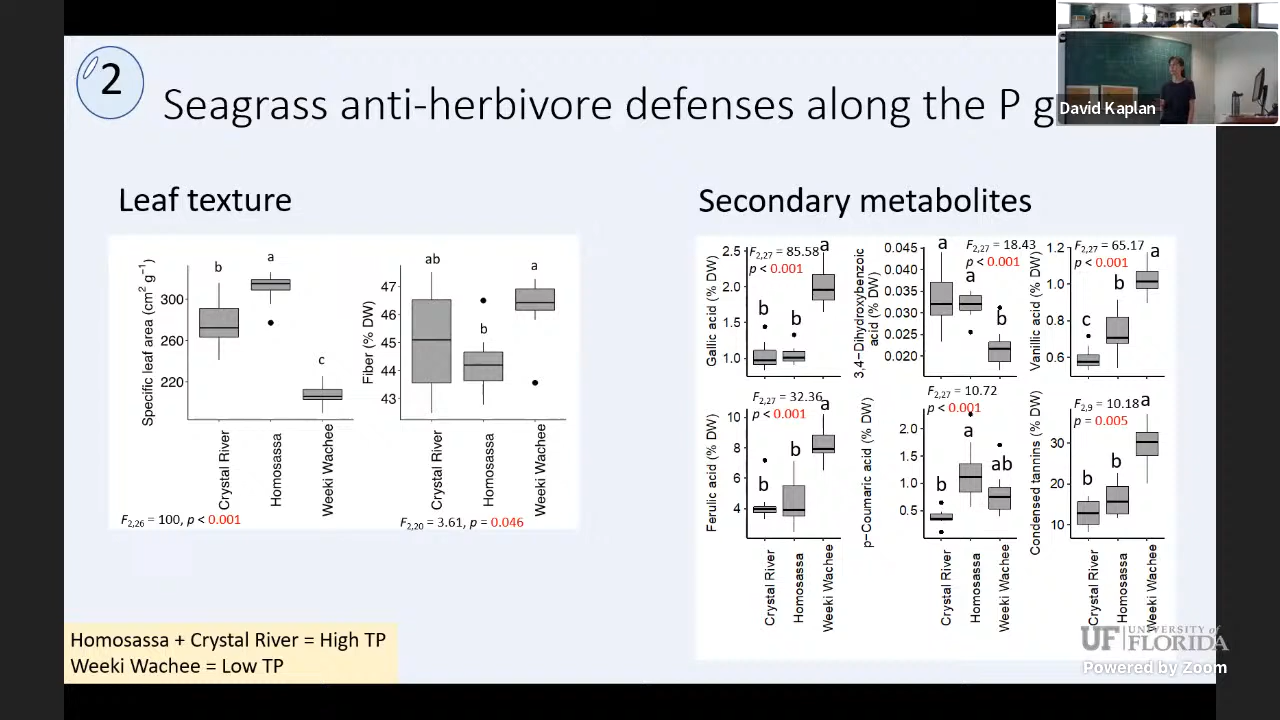 2
Seagrass anti-herbivore defenses along the P g
David Kaplan
Leaf texture
Specific leaf area (cm² g⁻¹)
300
260
220
b
a
c
Crystal River
Homosassa
Weeki Wachee
F2,26 = 100, p < 0.001
Fiber (% DW)
47
46
45
44
43
ab
b
a
Crystal River
Homosassa
Weeki Wachee
F2,20 = 3.61, p = 0.046
Secondary metabolites
Gallic acid (% DW)
2.5
2.0
1.5
1.0
F2,27 = 85.58
p < 0.001
b
b
a
3,4−Dihydroxybenzoic
acid (% DW)
0.045
0.040
0.035
0.030
0.025
0.020
F2,27 = 18.43
p < 0.001
a
a
b
Vanillic acid (% DW)
1.2
1.0
0.8
0.6
F2,27 = 65.17
p < 0.001
c
b
a
Ferulic acid (% DW)
10
8
6
4
F2,27 = 32.36
p < 0.001
b
b
a
Crystal River
Homosassa
Weeki Wachee
p−Coumaric acid (% DW)
2.0
1.5
1.0
0.5
F2,27 = 10.72
p < 0.001
b
a
ab
Crystal River
Homosassa
Weeki Wachee
Condensed tannins (% DW)
30
20
10
F2,9 = 10.18
p = 0.005
b
b
a
Crystal River
Homosassa
Weeki Wachee
Homosassa + Crystal River = High TP
Weeki Wachee = Low TP
UF UNIVERSITY of
FLORIDA
Powered by Zoom